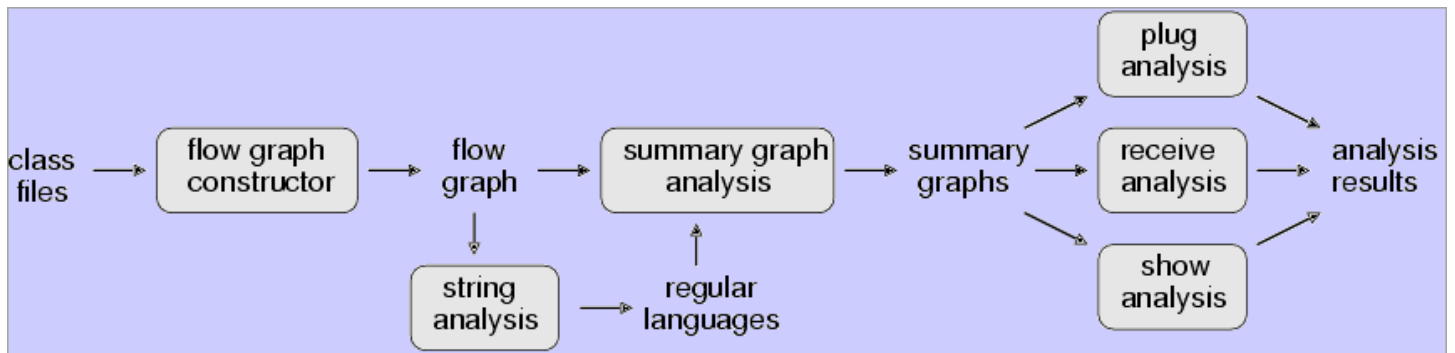 class
files
flow graph
constructor
flow
graph
string
analysis
regular
languages
summary graph
analysis
summary
graphs
plug
analysis
receive
analysis
show
analysis
analysis
results